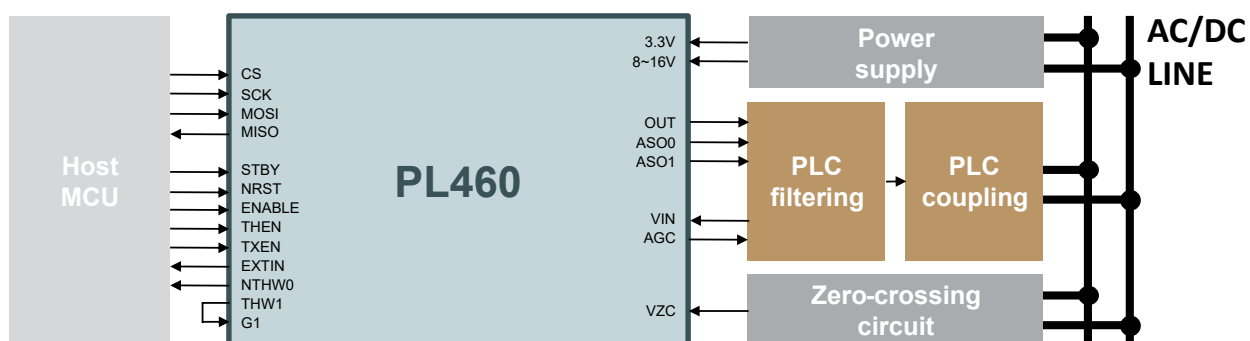 Host
MCU
CS
SCK
MOSI
MISO
STBY
NRST
ENABLE
THEN
TXEN
EXTIN
NTHW0
THW1
G1
PL460
3.3V
8~16V
OUT
ASO0
ASO1
VIN
AGC
VZC
Power
supply
PLC
filtering
PLC
coupling
Zero-crossing
circuit
AC/DC
LINE